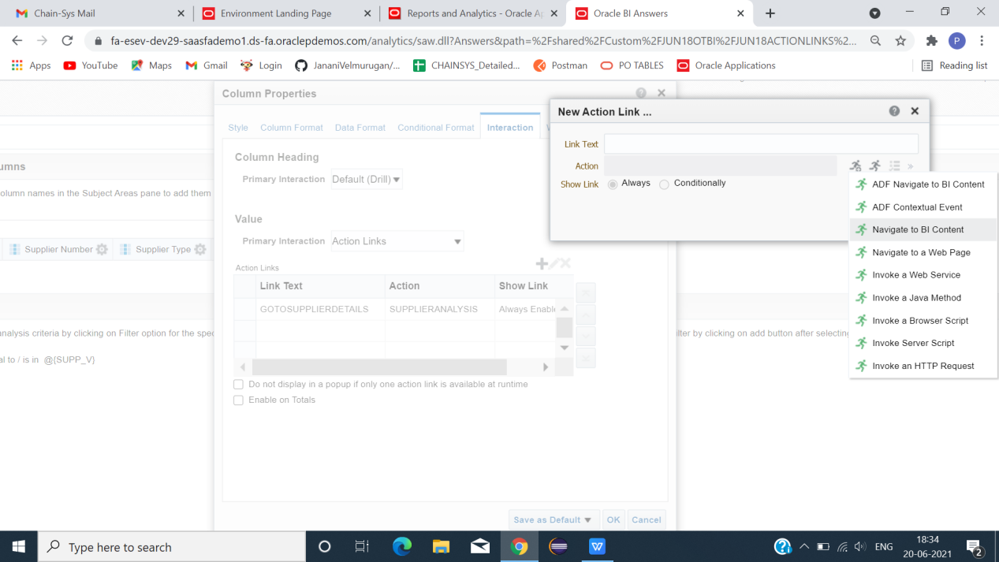 Chain-Sys Mail
Environment Landing Page
Reports and Analytics - Oracle Ap
Oracle BI Answers
fa-esev-dev29-saasfademo1.ds-fa.oraclepdemos.com/analytics/saw.dll?Answers&path=%2Fshared%2FCustom%2FJUN18OTBI%2FJUN18ACTIONLINKS%2...
P
Apps
YouTube
Maps
Gmail
Login
JananiVelmurugan/...
CHAINSYS_Detailed...
Postman
PO TABLES
Oracle Applications
Reading list
Column Properties
Style
Column Format
Data Format
Conditional Format
Interaction
Column Heading
Primary Interaction Default (Drill)
Value
Primary Interaction Action Links
Action Links
Link Text Action Show Link
GOTOSUPPLIERDETAILS SUPPLIERANALYSIS Always Enable
Do not display in a popup if only one action link is available at runtime
Enable on Totals
Save as Default OK Cancel
umns
olumn names in the Subject Areas pane to add them
Supplier Number Supplier Type
analysis criteria by clicking on Filter option for the spec
ilter by clicking on add button after selecting
al to / is in @{SUPP_V}
New Action Link ...
Link Text
Action
Show Link Always Conditionally
ADF Navigate to BI Content
ADF Contextual Event
Navigate to BI Content
Navigate to a Web Page
Invoke a Web Service
Invoke a Java Method
Invoke a Browser Script
Invoke Server Script
Invoke an HTTP Request
Type here to search
W
ENG
18:34
20-06-2021
2